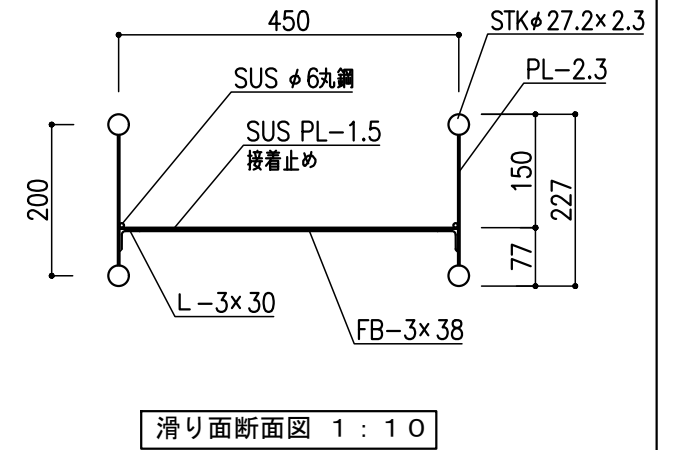 450
STKφ27.2×2.3
SUS φ6丸鋼
PL-2.3
SUS PL-1.5
接着止め
200
150
227
77
L-3×30
FB-3×38
滑り面断面図 1:10